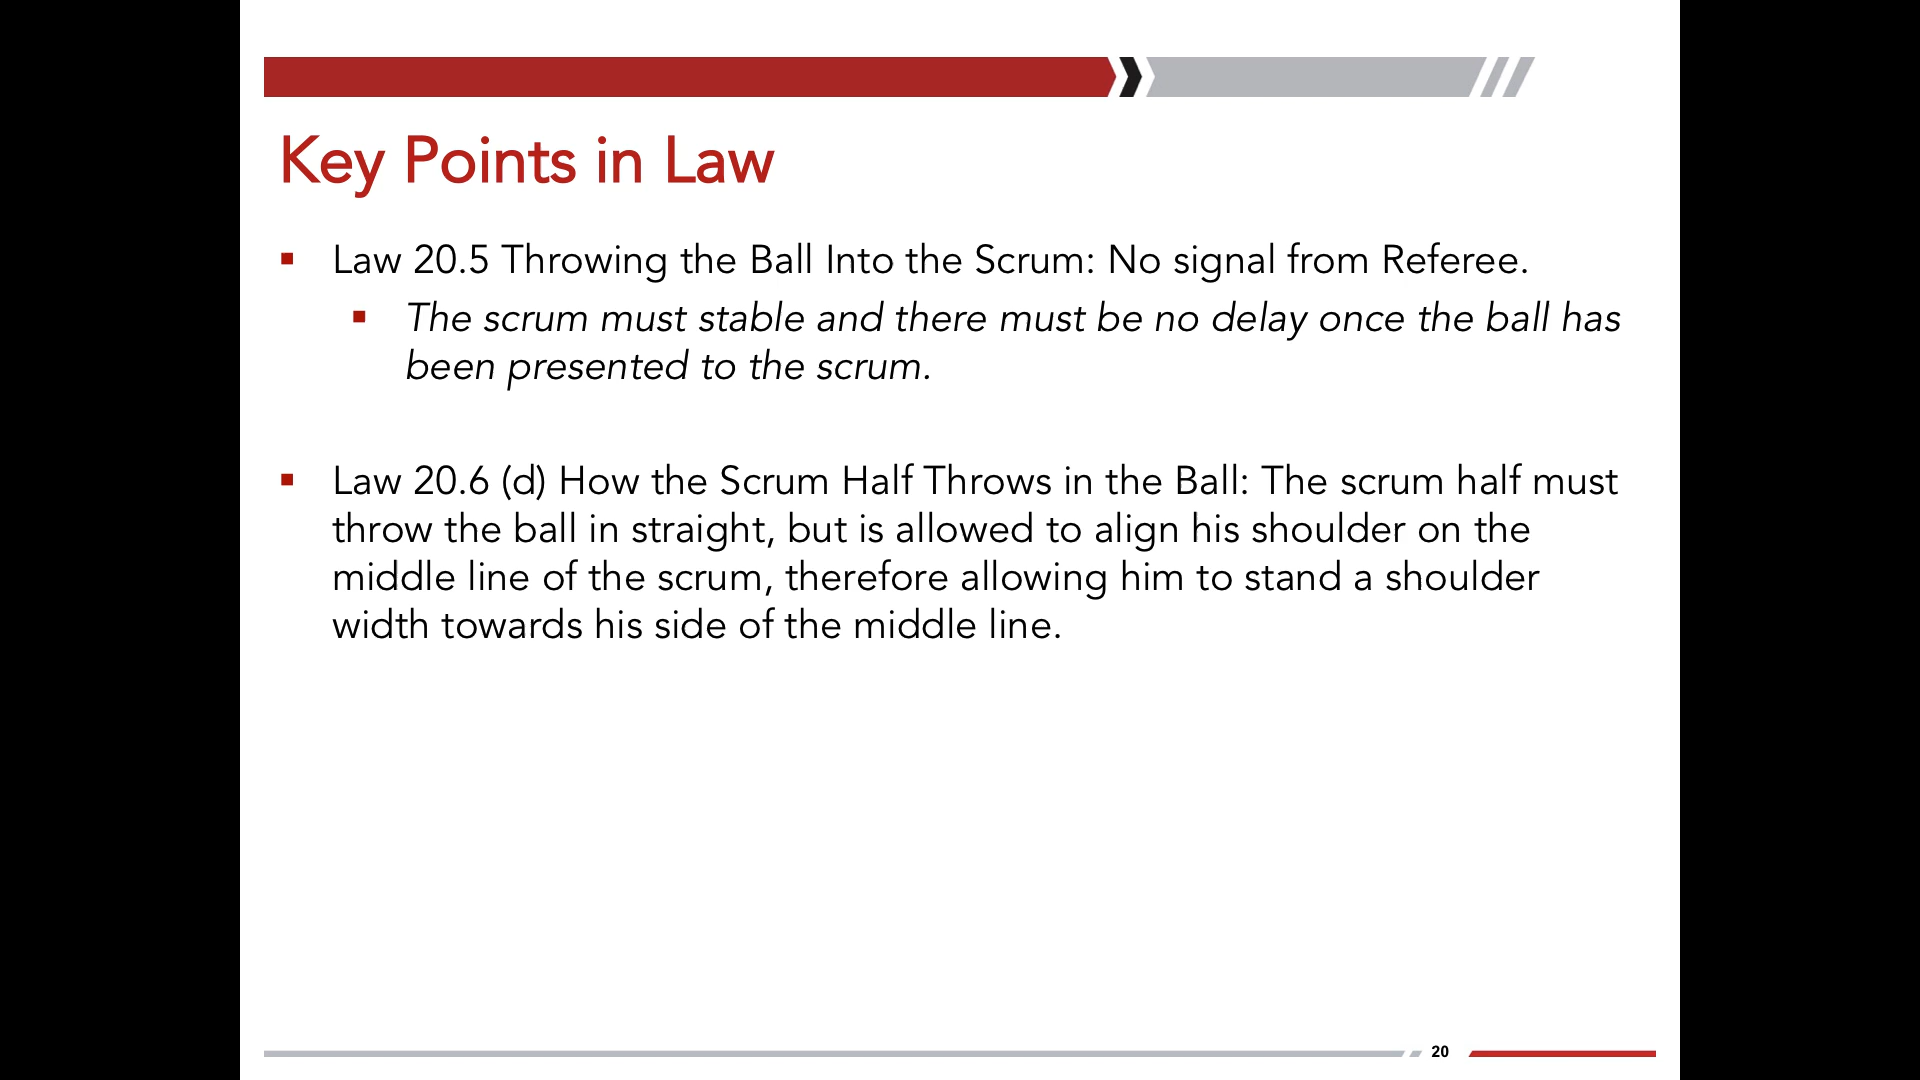 Key Points in Law
▪ Law 20.5 Throwing the Ball Into the Scrum: No signal from Referee.
▪ The scrum must stable and there must be no delay once the ball has
been presented to the scrum.
▪ Law 20.6 (d) How the Scrum Half Throws in the Ball: The scrum half must
throw the ball in straight, but is allowed to align his shoulder on the
middle line of the scrum, therefore allowing him to stand a shoulder
width towards his side of the middle line.
20